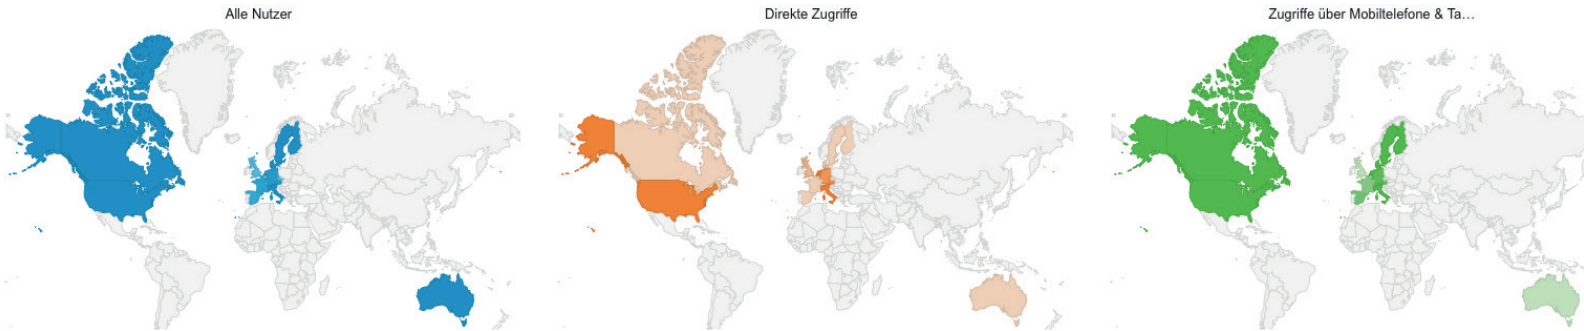 Alle Nutzer
Direkte Zugriffe
Zugriffe über Mobiltelefone & Ta…